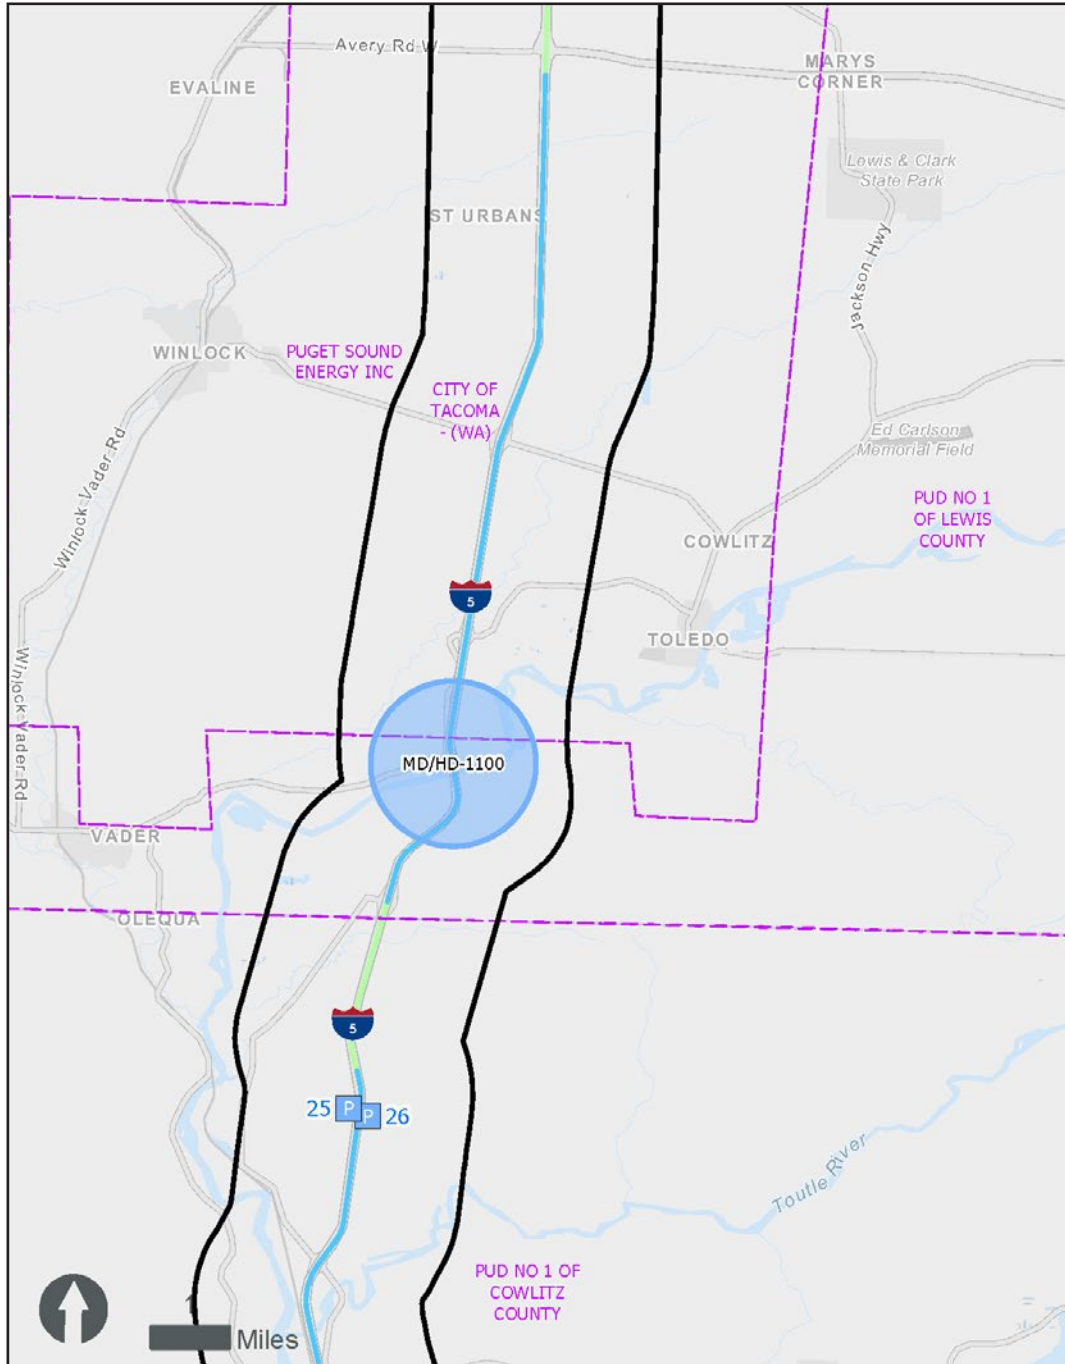 Avery Rd W
MARYS
CORNER
EVALINE
Lewis & Clark
State Park
ST URBANS
Jackson Hwy
WINLOCK
PUGET SOUND
ENERGY INC
CITY OF
TACOMA
- (WA)
Ed Carlson
Memorial Field
Winlock-Vader Rd
PUD NO 1
OF LEWIS
COUNTY
COWLITZ
5
TOLEDO
Winlock-Vader Rd
MD/HD-1100
VADER
OLEQUA
5
25 P P 26
Toutle River
PUD NO 1 OF
COWLITZ
COUNTY
1
Miles